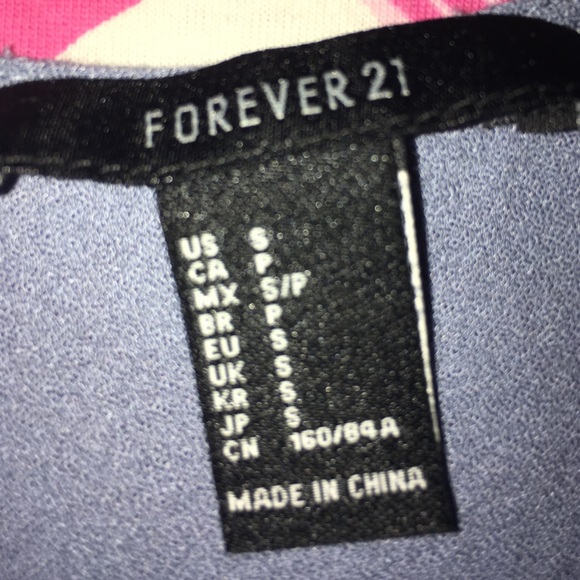 FOREVER 21
US S
CA P
MX S/P
BR P
EU S
UK S
KR S
JP S
CN 160/84A
MADE IN CHINA